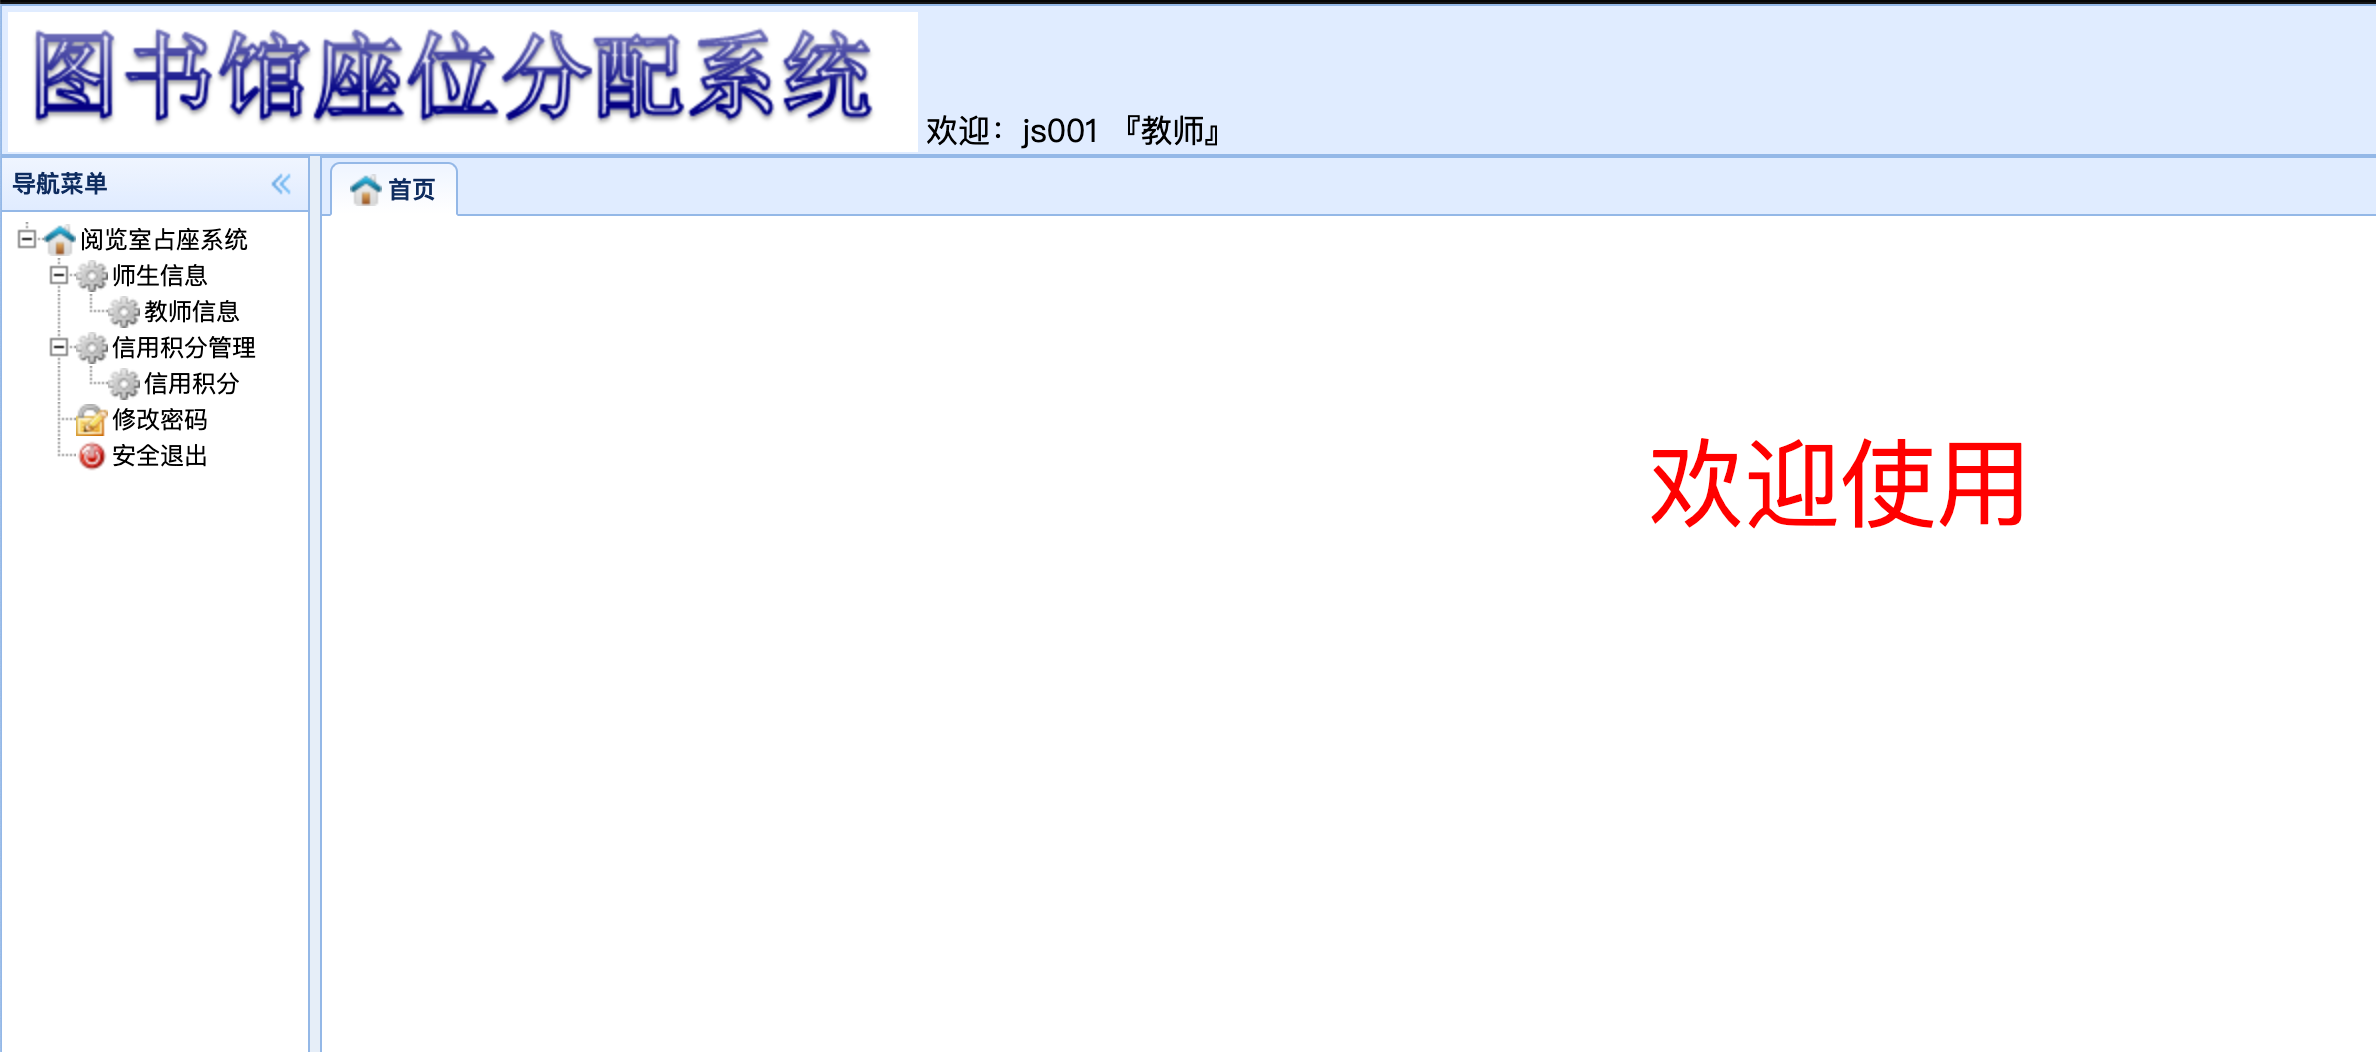 图书馆座位分配系统
欢迎：js001 『教师』
导航菜单
首页
阅览室占座系统
师生信息
教师信息
信用积分管理
信用积分
修改密码
安全退出
欢迎使用